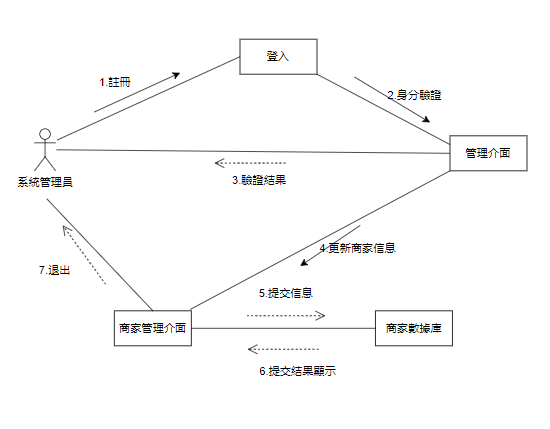 登入
1.註冊
2.身分驗證
管理介面
系統管理員
3.驗證結果
4.更新商家信息
7.退出
5.提交信息
商家管理介面
商家數據庫
6.提交结果顯示